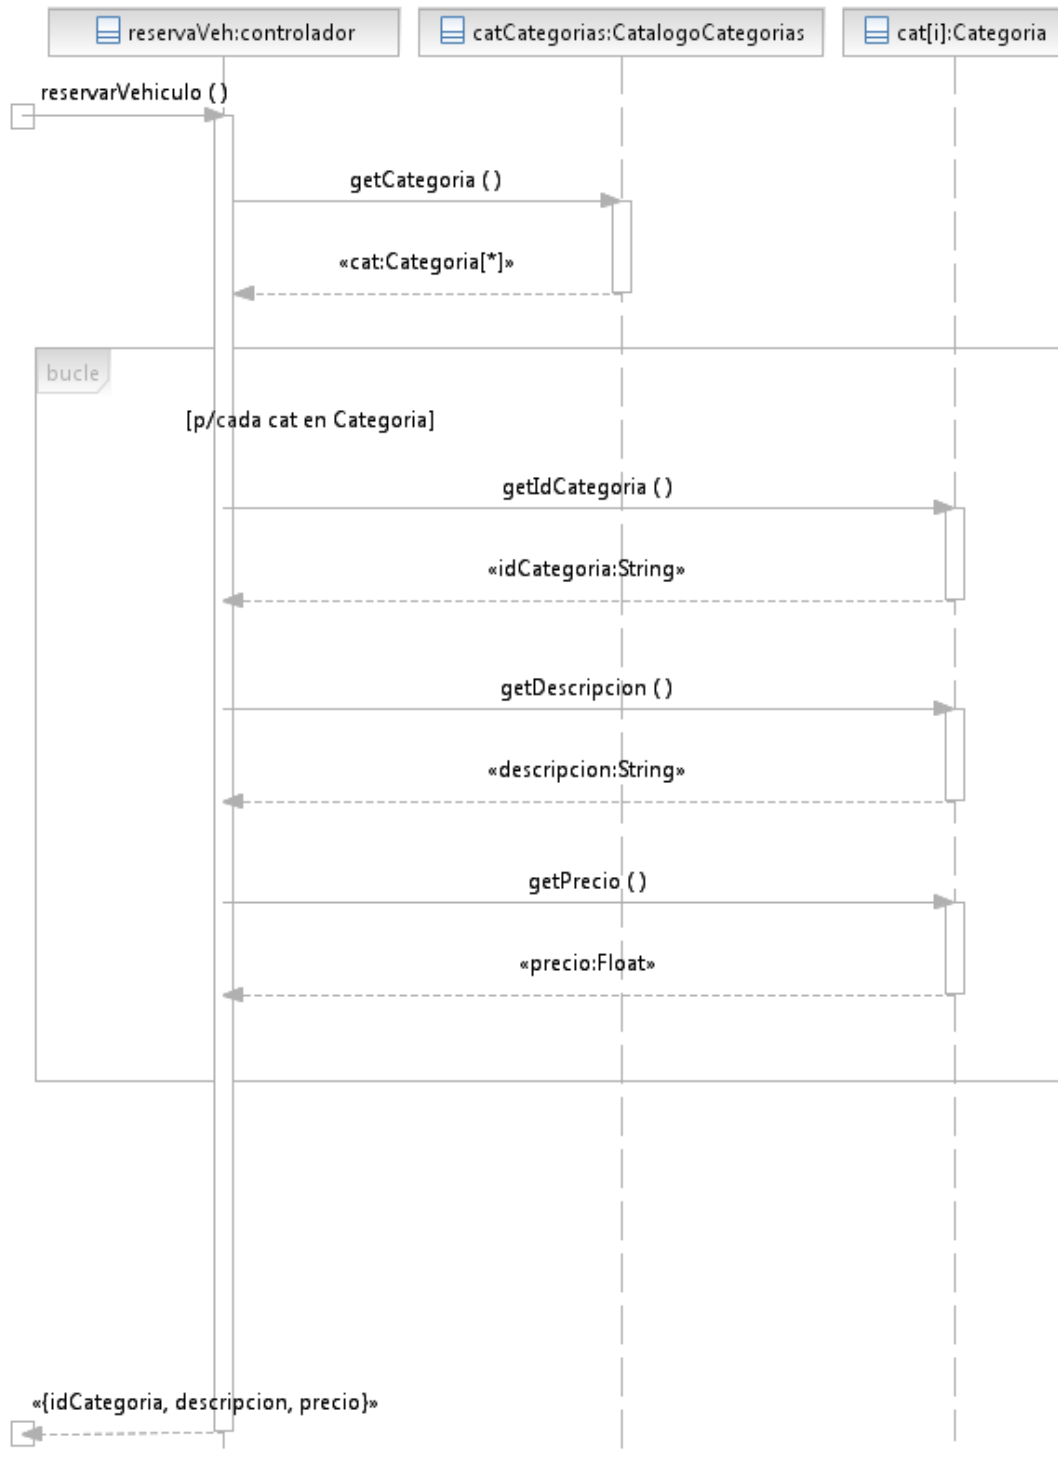 reservaVeh:controlador
catCategorias:CatalogoCategorias
cat[i]:Categoria
reservarVehiculo ( )
getCategoria ( )
«cat:Categoria[*]»
bucle
[p/cada cat en Categoria]
getIdCategoria ( )
«idCategoria:String»
getDescripcion ( )
«descripcion:String»
getPrecio ( )
«precio:Float»
«{idCategoria, descripcion, precio}»